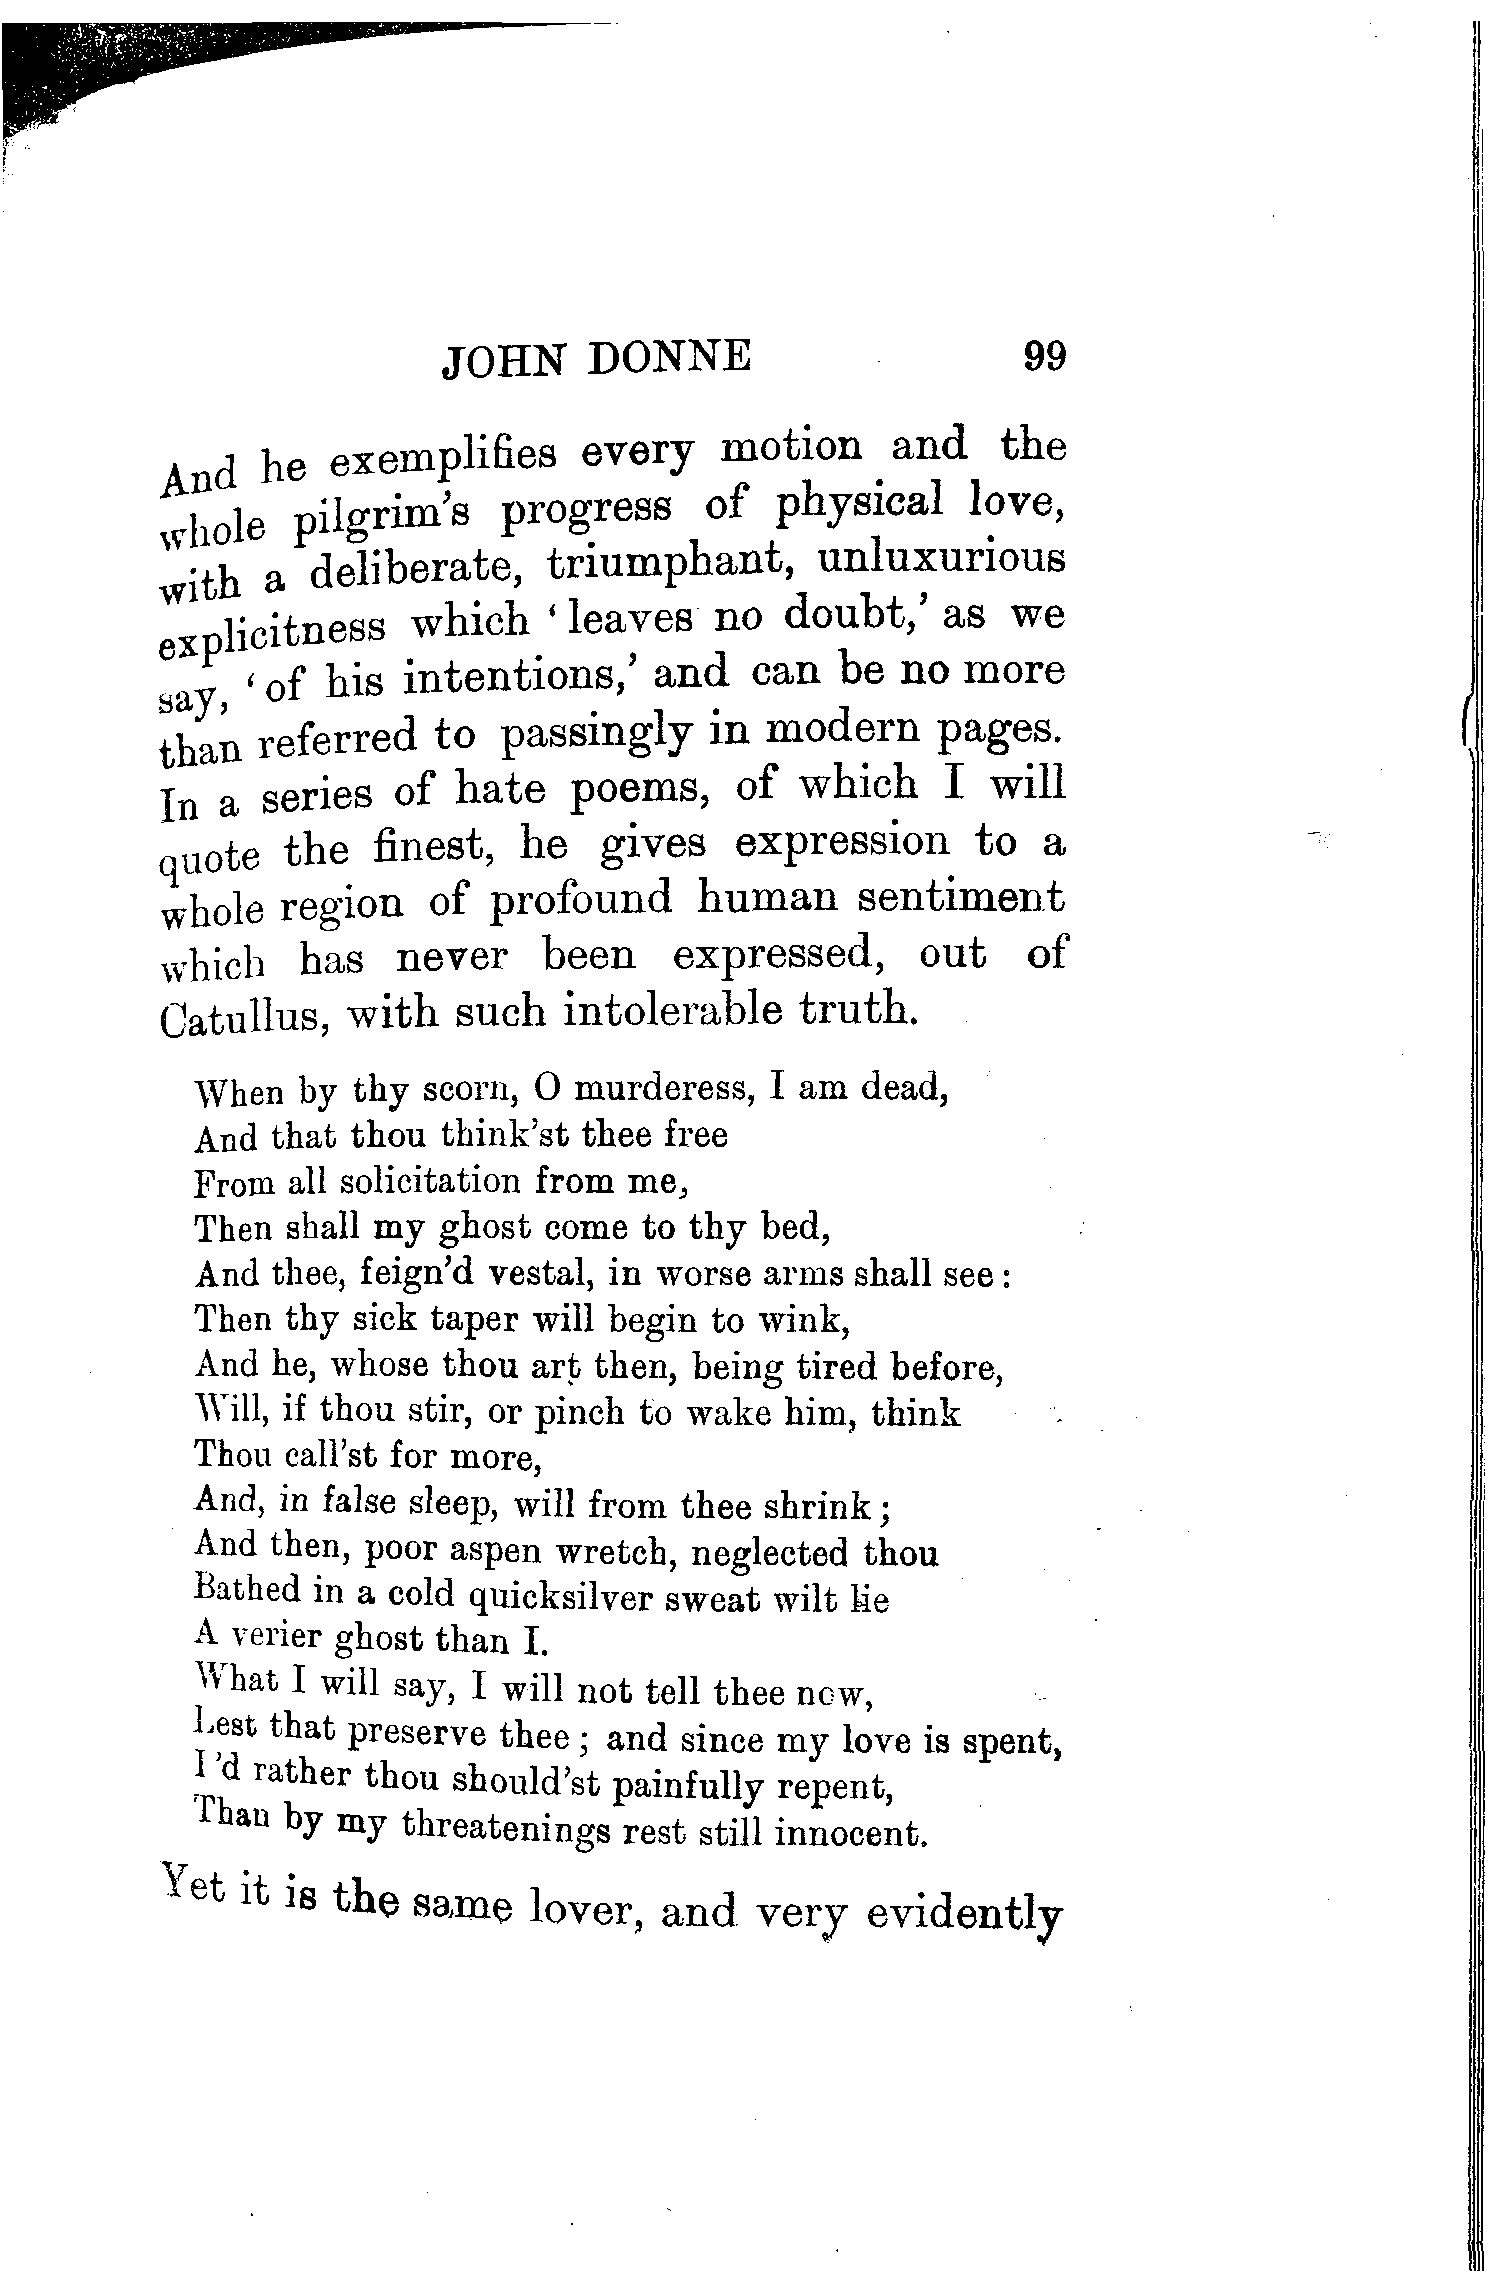 JOHN DONNE 99
And he exemplifies every motion and the
whole pilgrim's progress of physical love,
with a deliberate, triumphant, unluxurious
explicitness which ‘ leaves no doubt,’ as we
say, ‘ of his intentions,’ and can be no more
than referred to passingly in modern pages.
In a series of hate poems, of which I will
quote the finest, he gives expression to a
whole region of profound human sentiment
which has never been expressed, out of
Catullus, with such intolerable truth.
When by thy scorn, O murderess, I am dead,
And that thou think'st thee free
From all solicitation from me,
Then shall my ghost come to thy bed,
And thee, feign'd vestal, in worse arms shall see :
Then thy sick taper will begin to wink,
And he, whose thou art then, being tired before,
Will, if thou stir, or pinch to wake him, think
Thou call'st for more,
And, in false sleep, will from thee shrink ;
And then, poor aspen wretch, neglected thou
Bathed in a cold quicksilver sweat wilt lie
A verier ghost than I.
What I will say, I will not tell thee now,
Lest that preserve thee ; and since my love is spent,
I 'd rather thou should'st painfully repent,
Than by my threatenings rest still innocent.
Yet it is the same lover, and very evidently